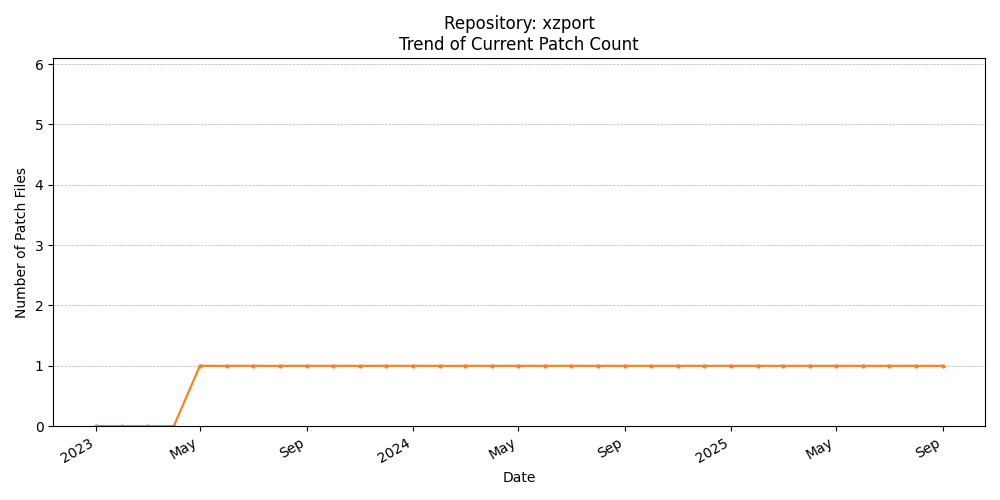 Repository: xzport
Trend of Current Patch Count
Number of Patch Files
6
5
4
3
2
1
0
2023 May Sep 2024 May Sep 2025 May Sep
Date